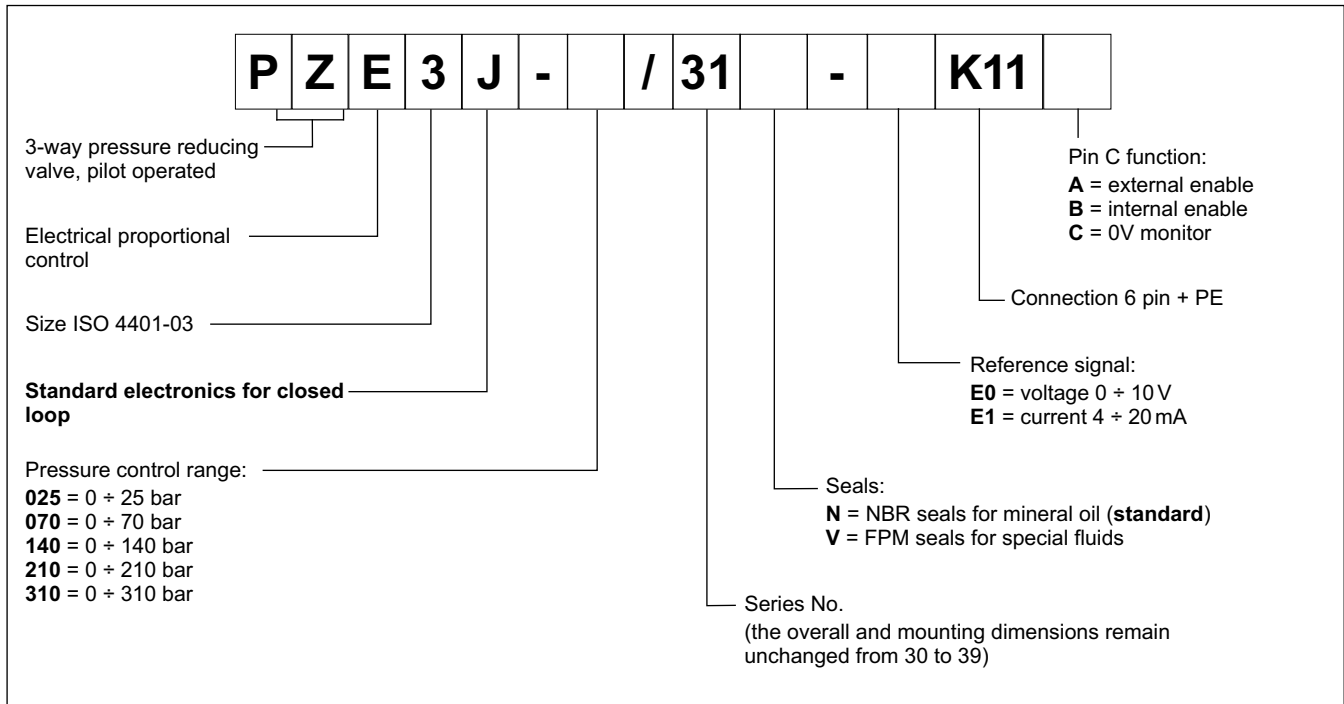 P Z E 3 J - / 31 - K11
3-way pressure reducing
valve, pilot operated
Electrical proportional
control
Size ISO 4401-03
Standard electronics for closed
loop
Pressure control range:
025 = 0 ÷ 25 bar
070 = 0 ÷ 70 bar
140 = 0 ÷ 140 bar
210 = 0 ÷ 210 bar
310 = 0 ÷ 310 bar
Pin C function:
A = external enable
B = internal enable
C = 0V monitor
Connection 6 pin + PE
Reference signal:
E0 = voltage 0 ÷ 10 V
E1 = current 4 ÷ 20 mA
Seals:
N = NBR seals for mineral oil (standard)
V = FPM seals for special fluids
Series No.
(the overall and mounting dimensions remain
unchanged from 30 to 39)